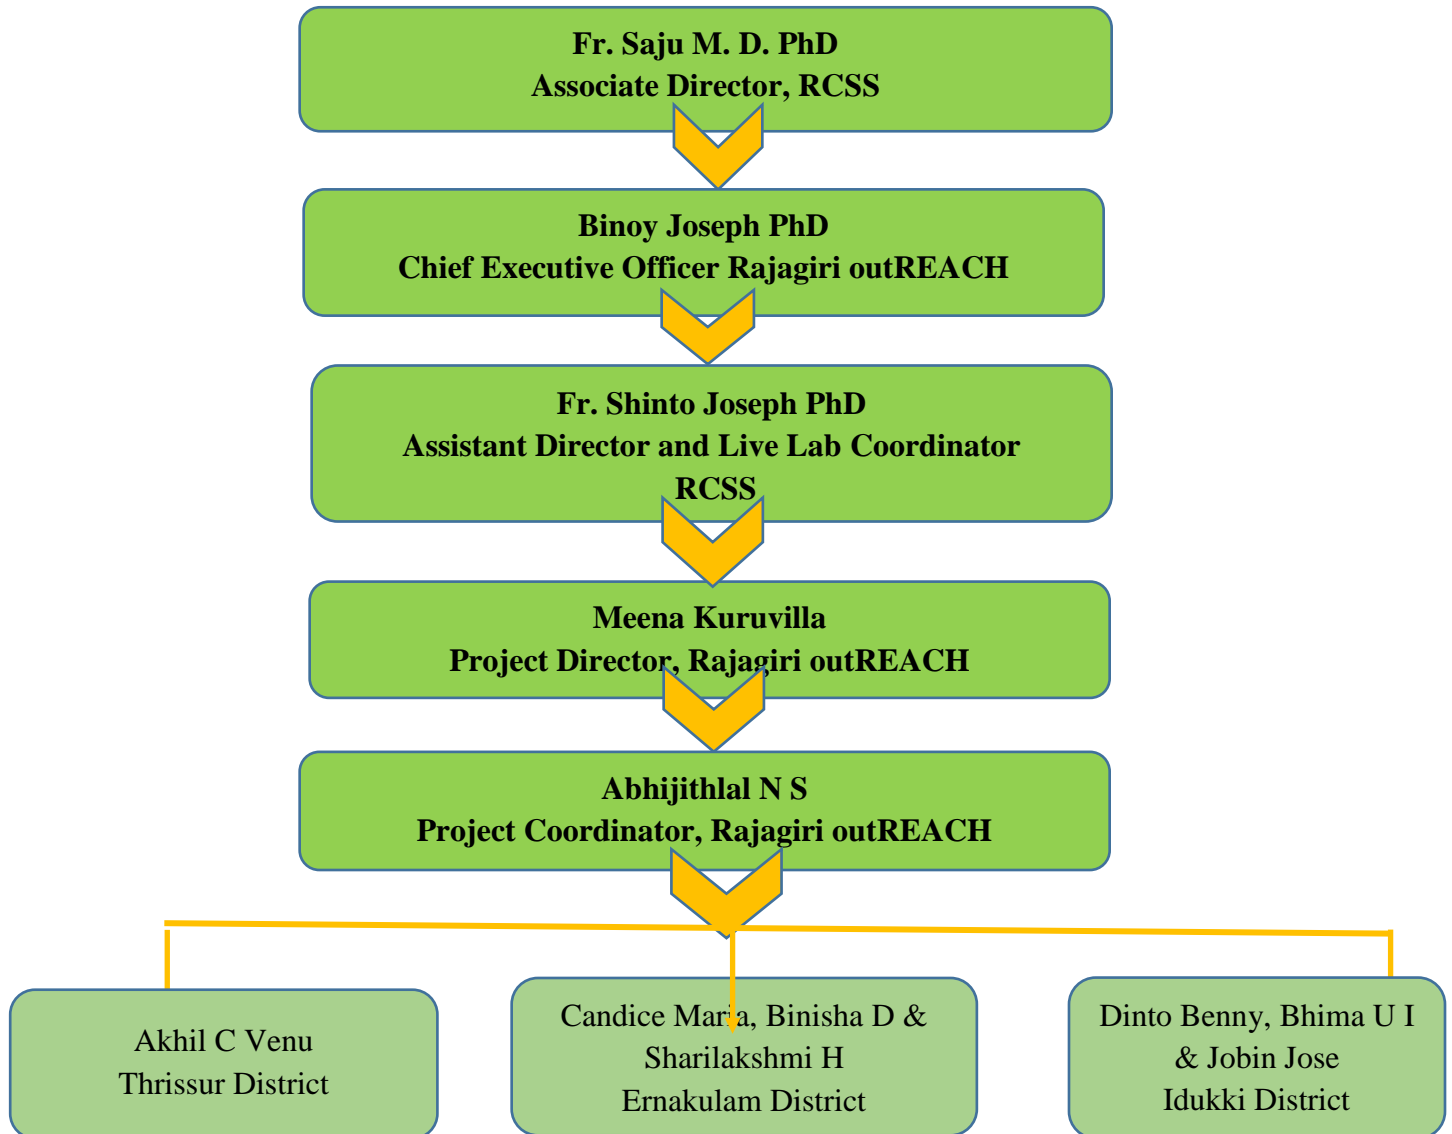 Fr. Saju M. D. PhD
Associate Director, RCSS
Binoy Joseph PhD
Chief Executive Officer Rajagiri outREACH
Fr. Shinto Joseph PhD
Assistant Director and Live Lab Coordinator
RCSS
Meena Kuruvilla
Project Director, Rajagiri outREACH
Abhijithlal N S
Project Coordinator, Rajagiri outREACH
Akhil C Venu
Thrissur District
Candice Maria, Binisha D &
Sharilakshmi H
Ernakulam District
Dinto Benny, Bhima U I
& Jobin Jose
Idukki District